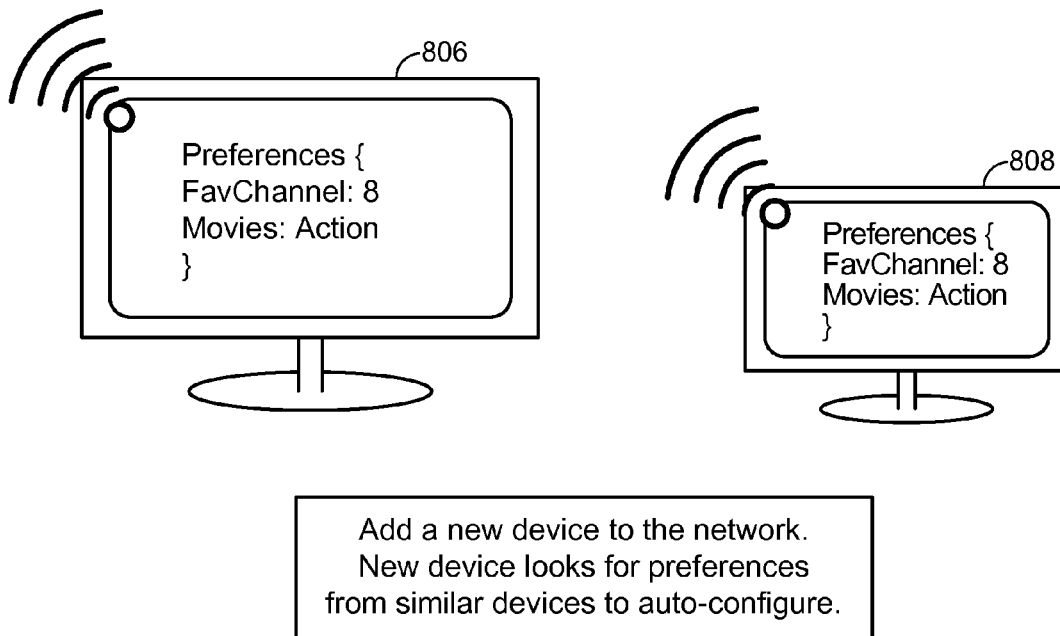 806
Preferences {
FavChannel: 8
Movies: Action
}
808
Preferences {
FavChannel: 8
Movies: Action
}
Add a new device to the network.
New device looks for preferences
from similar devices to auto-configure.